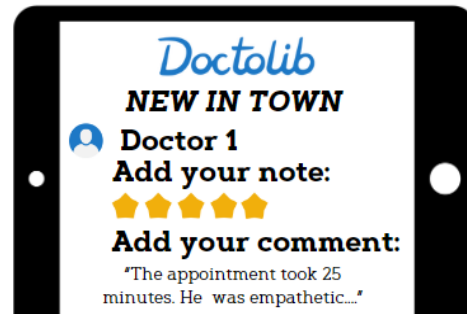 Doctolib
NEW IN TOWN
Doctor 1
Add your note:
Add your comment:
"The appointment took 25
minutes. He was empathetic...."